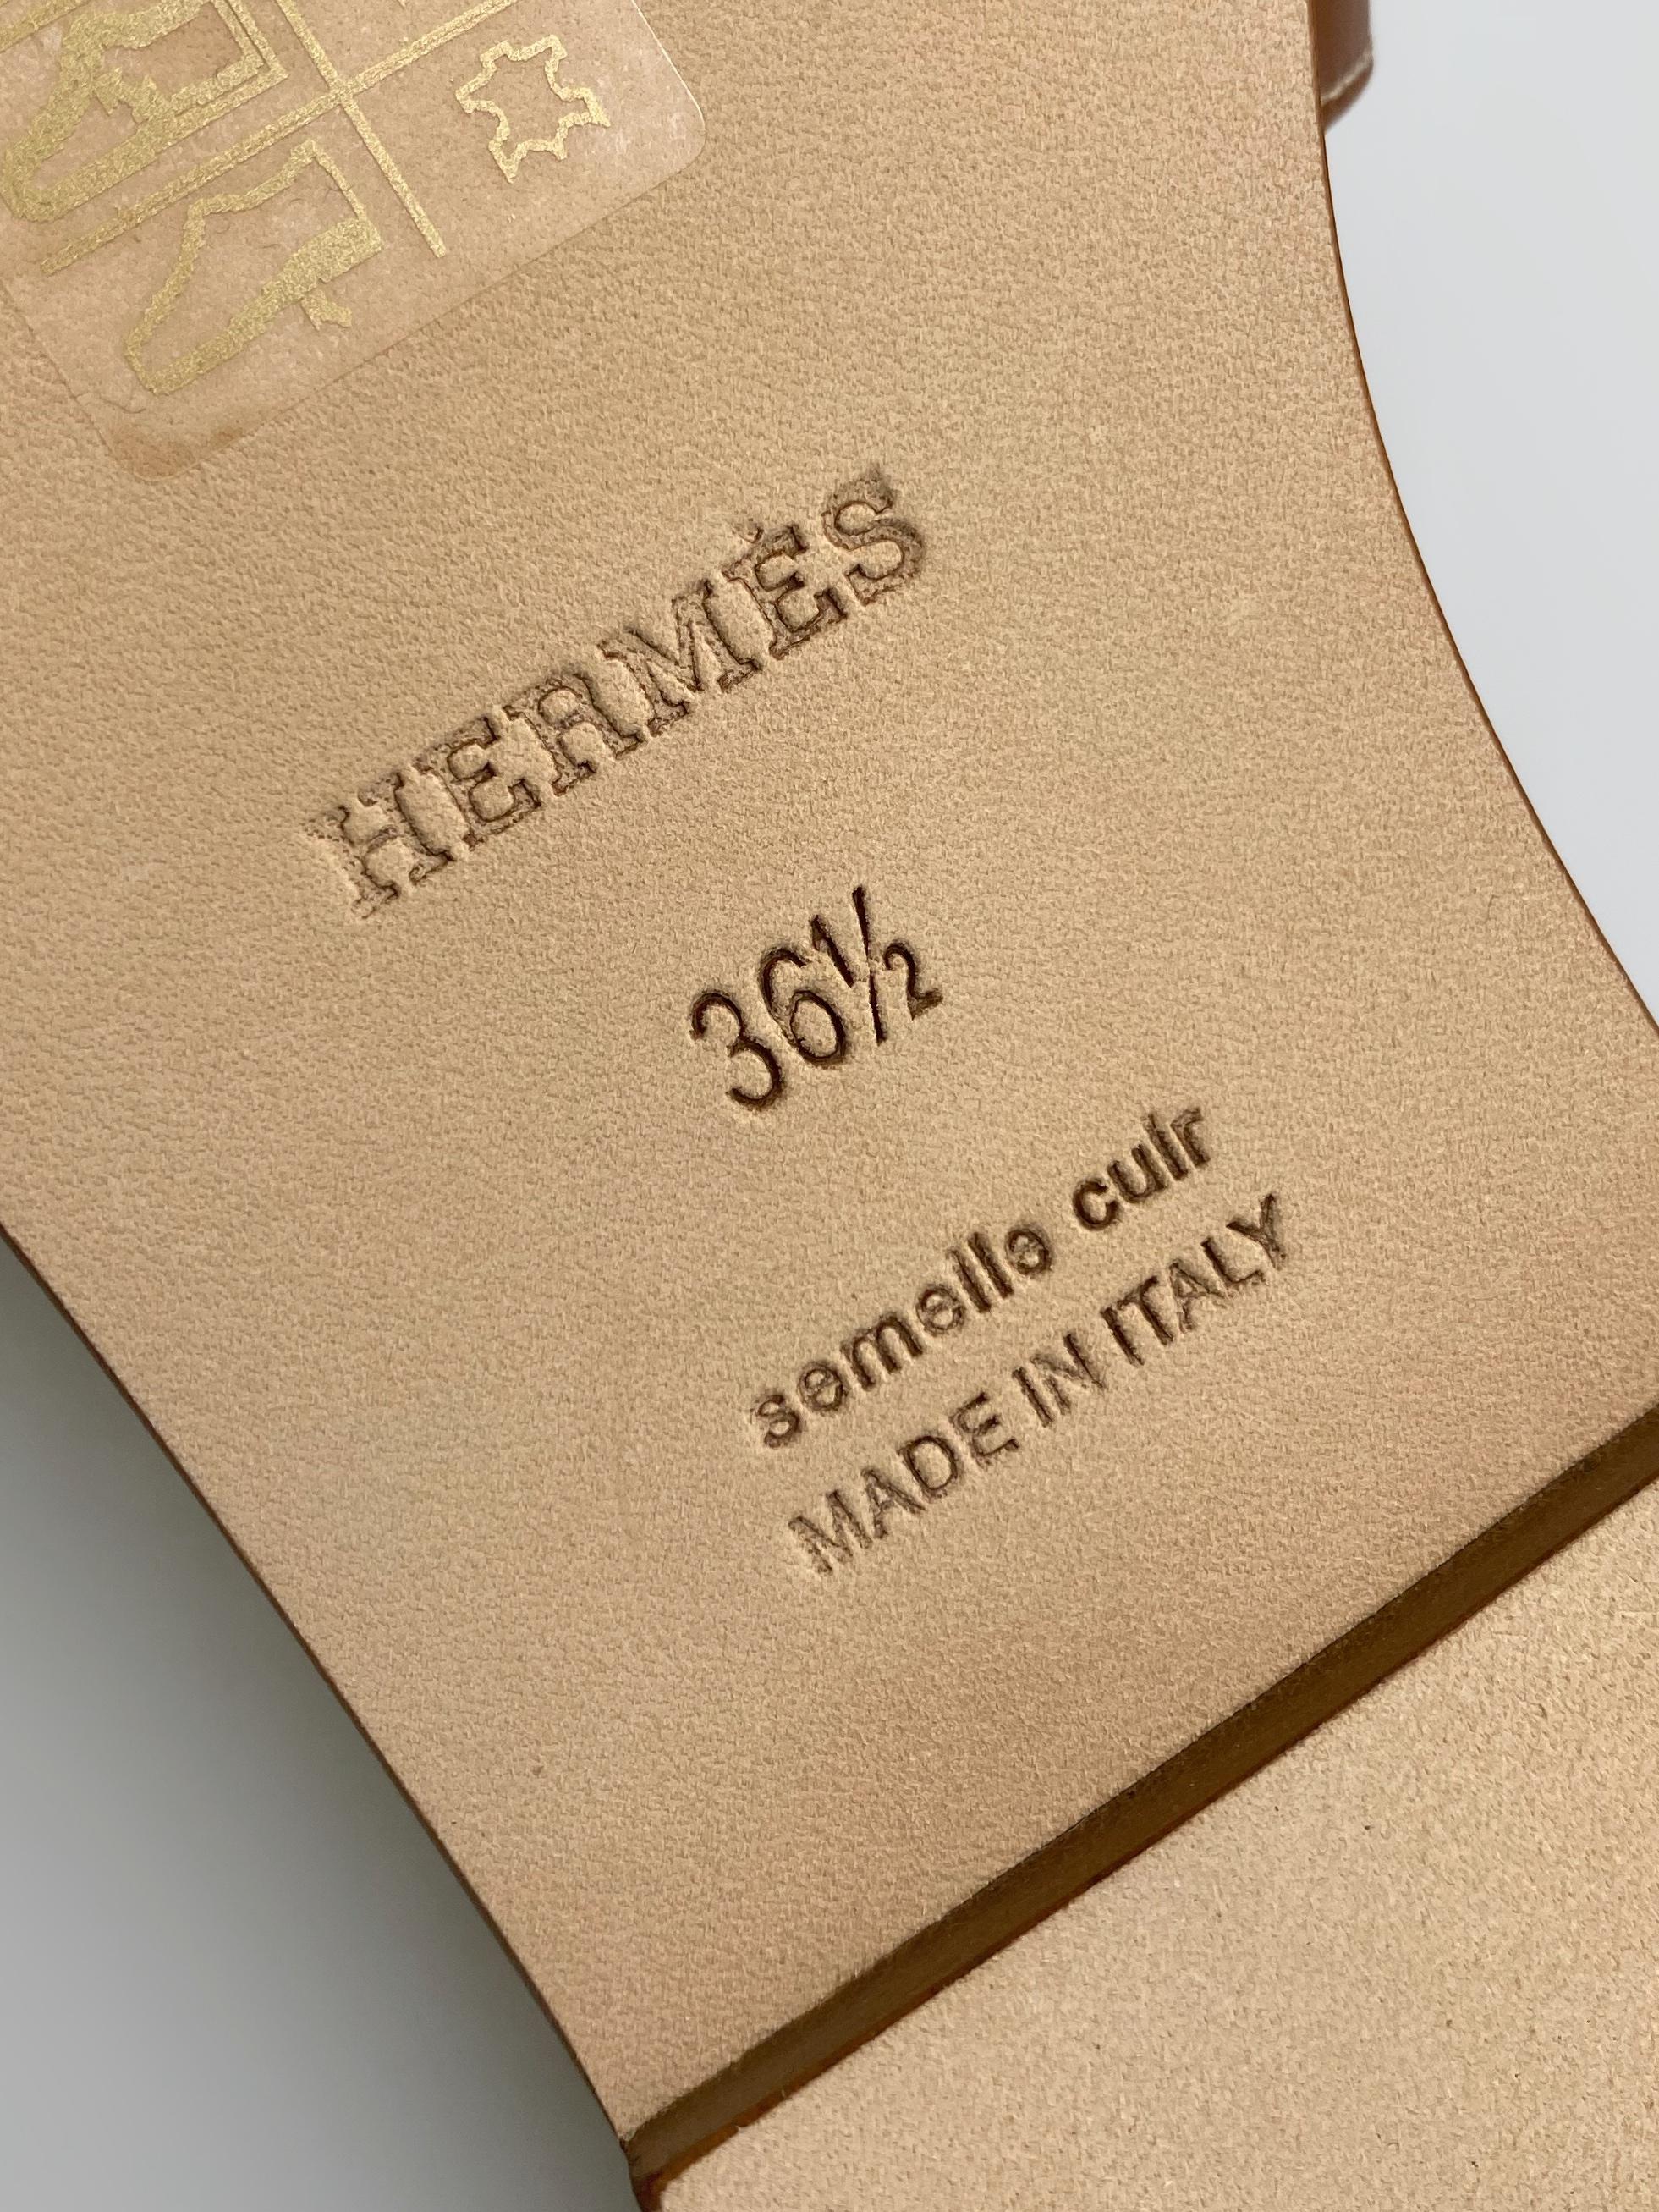 HERMÈS
36½
semelle cuir
MADE IN ITALY